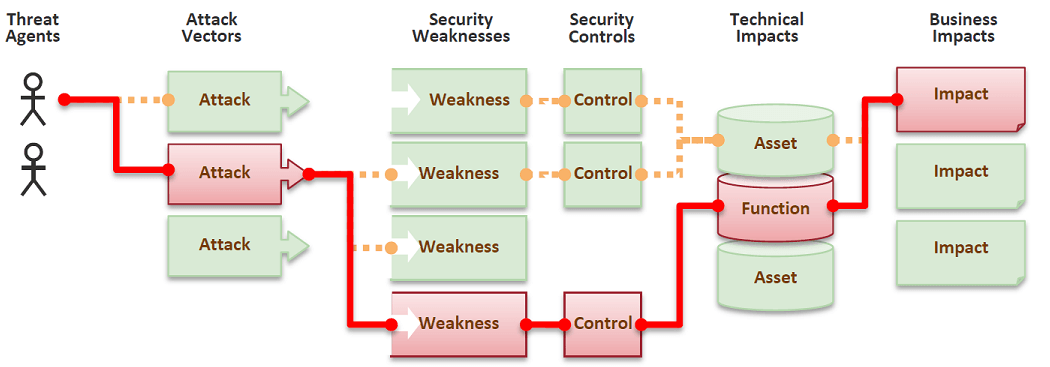 Threat
Agents
Attack
Vectors
Security
Weaknesses
Security
Controls
Technical
Impacts
Business
Impacts
Attack
Attack
Attack
Weakness
Weakness
Weakness
Weakness
Control
Control
Control
Asset
Function
Asset
Impact
Impact
Impact